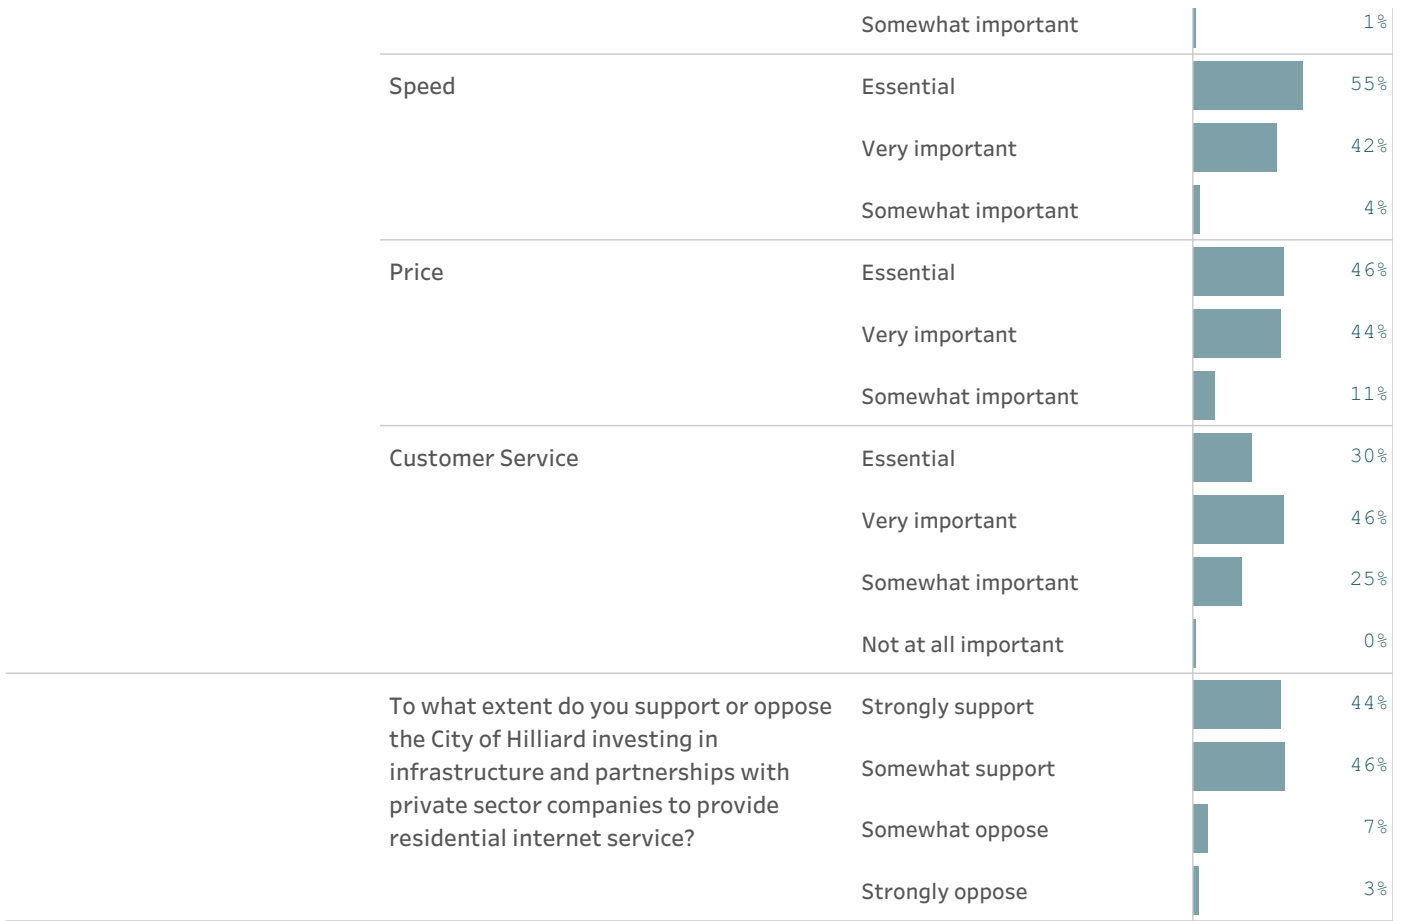 Somewhat important 1%
Speed Essential 55%
Very important 42%
Somewhat important 4%
Price Essential 46%
Very important 44%
Somewhat important 11%
Customer Service Essential 30%
Very important 46%
Somewhat important 25%
Not at all important 0%
To what extent do you support or oppose
the City of Hilliard investing in
infrastructure and partnerships with
private sector companies to provide
residential internet service?
Strongly support 44%
Somewhat support 46%
Somewhat oppose 7%
Strongly oppose 3%